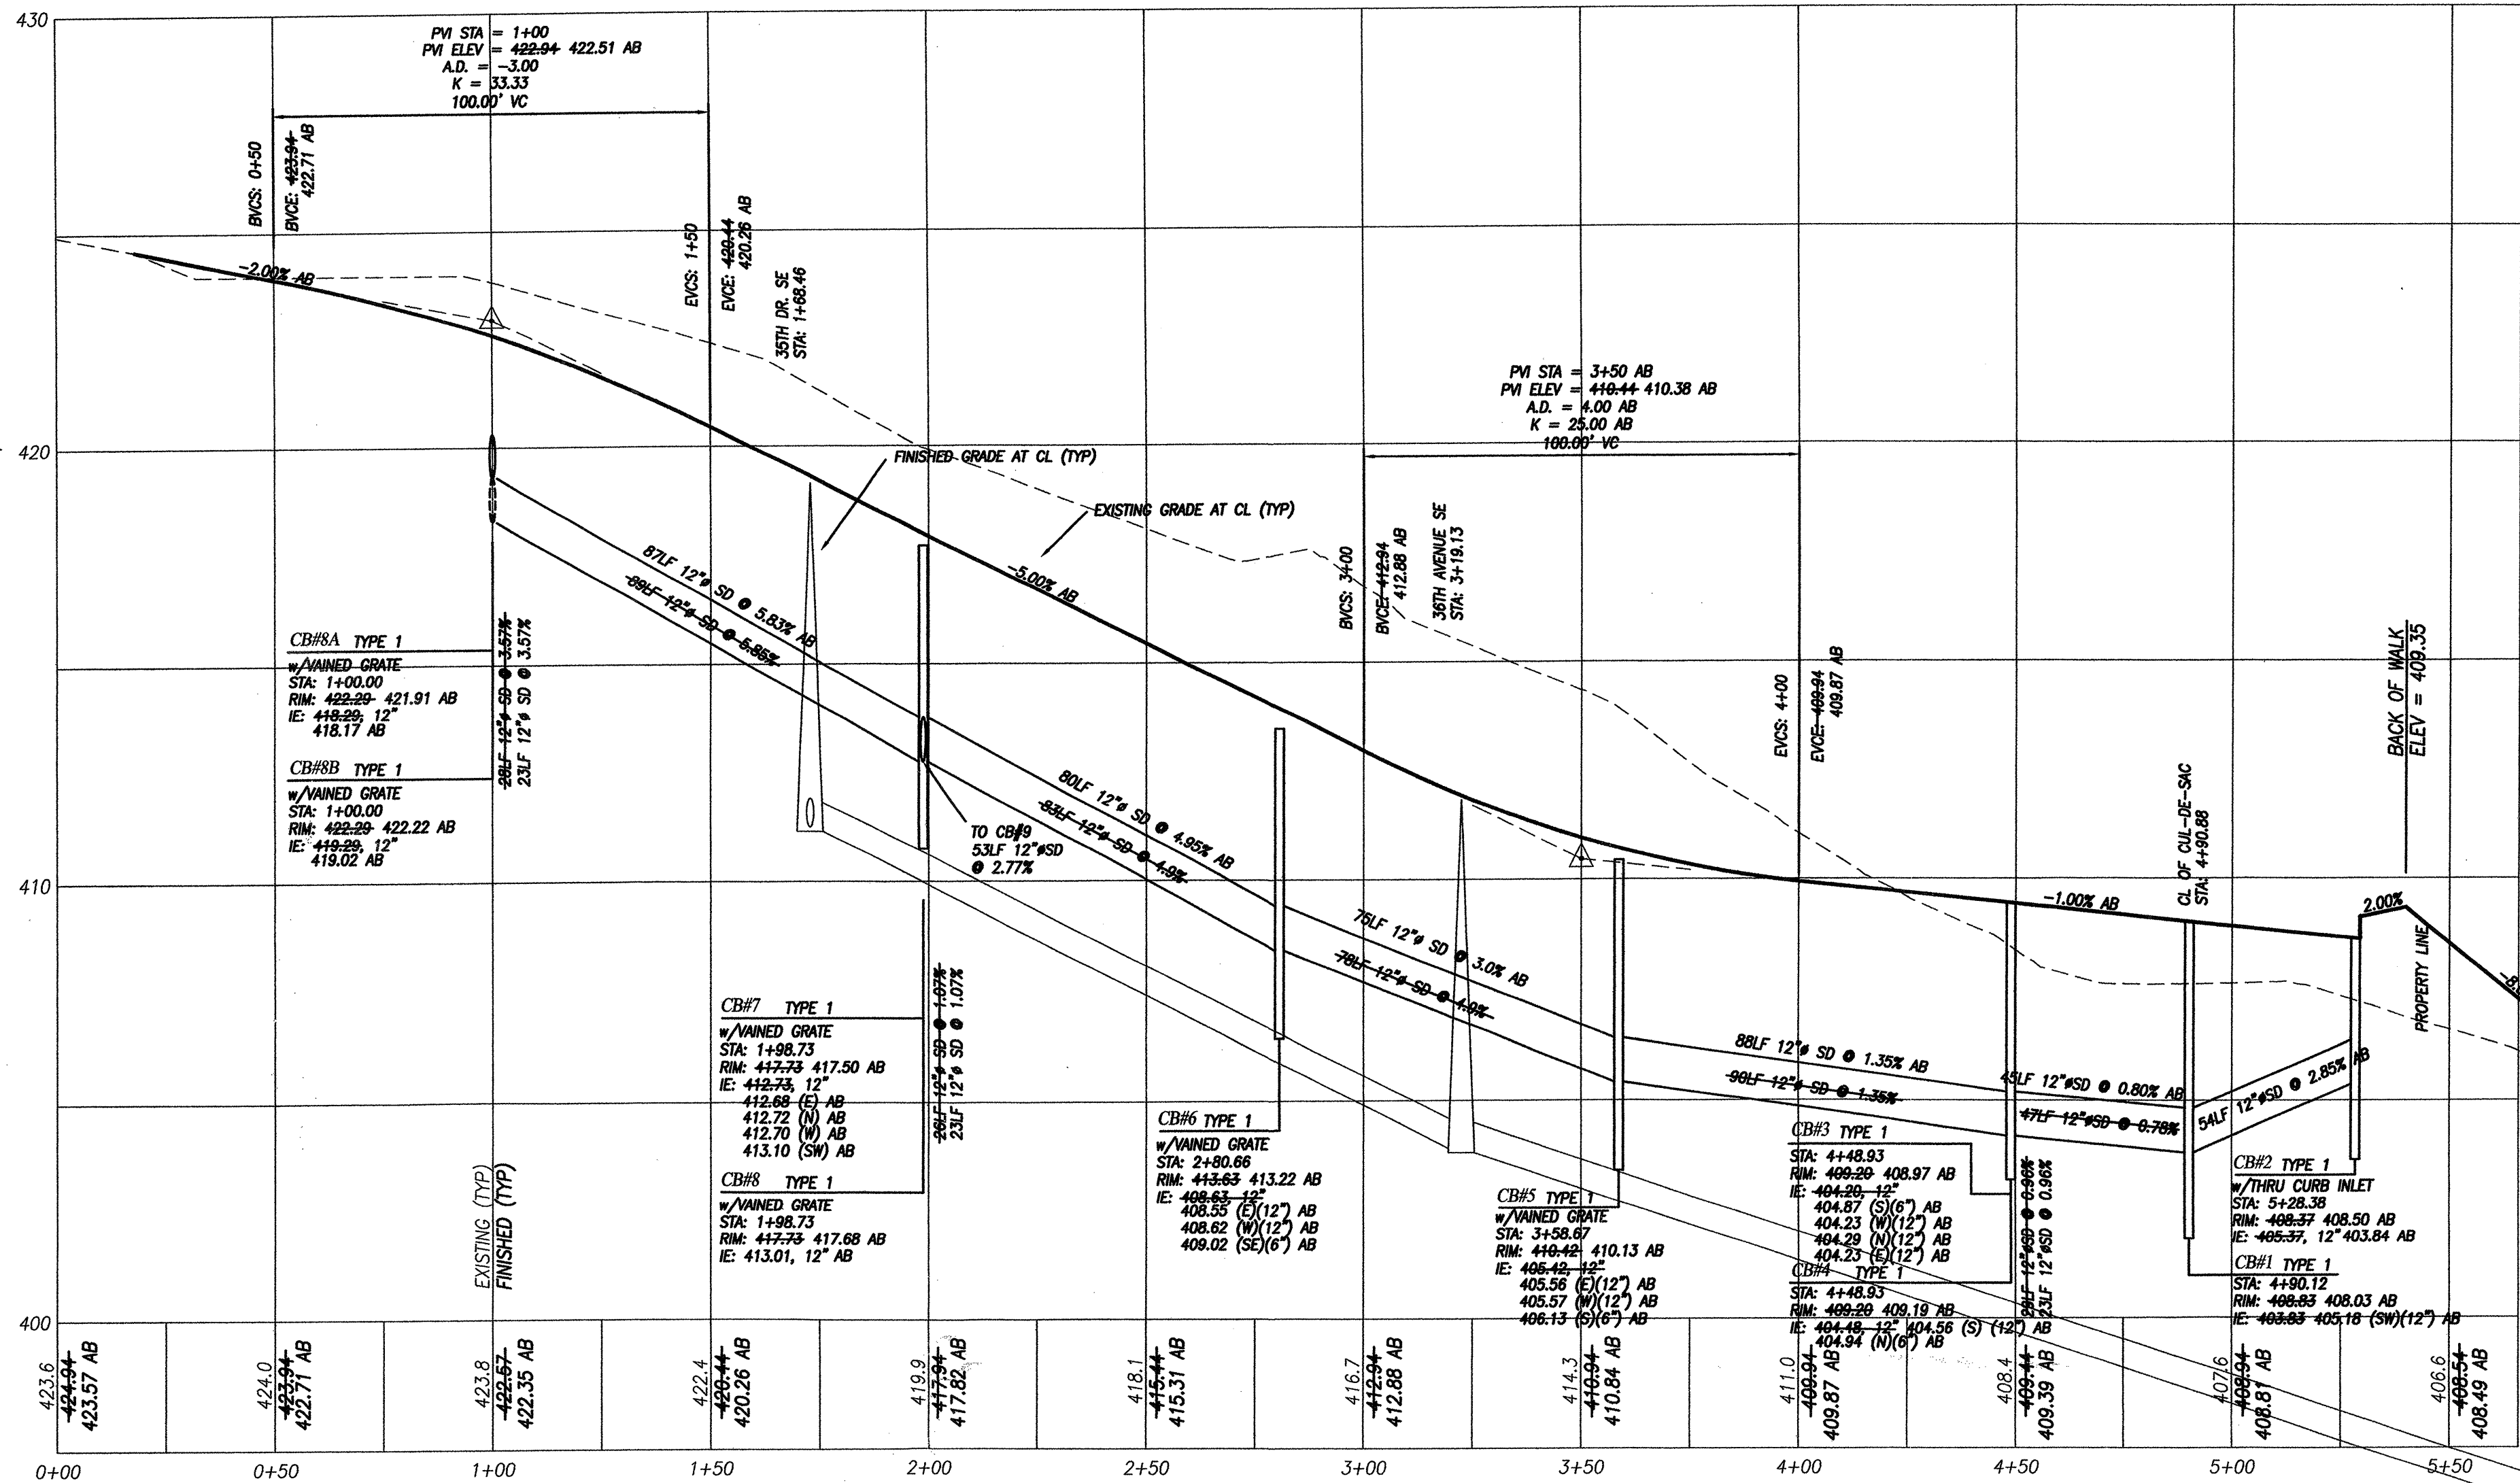 430
420
410
400
PVI STA = 1+00
PVI ELEV = 422.94 422.51 AB
A.D. = -3.00
K = 33.33
100.00' VC
BVCS: 0+50
BVCE: 423.94
422.71 AB
EVCS: 1+50
EVCE: 420.44
420.26 AB
-2.00% AB
35TH DR. SE
STA: 1+68.46
FINISHED GRADE AT CL (TYP)
EXISTING GRADE AT CL (TYP)
-5.00% AB
PVI STA = 3+50 AB
PVI ELEV = 410.44 410.38 AB
A.D. = 4.00 AB
K = 25.00 AB
100.00' VC
BVCS: 3+00
BVCE: 412.94
412.88 AB
36TH AVENUE SE
STA: 3+19.13
EVCS: 4+00
EVCE: 409.94
409.87 AB
-1.00% AB
CL OF CUL-DE-SAC
STA: 4+90.88
2.00%
BACK OF WALK
ELEV = 409.35
PROPERTY LINE
87LF 12"ø SD @ 5.83% AB
89LF 12"ø SD @ 5.85%
80LF 12"ø SD @ 4.95% AB
83LF 12"ø SD @ 4.9%
75LF 12"ø SD @ 3.0% AB
78LF 12"ø SD @ 4.9%
88LF 12"ø SD @ 1.35% AB
90LF 12"ø SD @ 1.35%
45LF 12"øSD @ 0.80% AB
47LF 12"øSD @ 0.78%
54LF 12"øSD @ 2.85% AB
CB#8A TYPE 1
w/VAINED GRATE
STA: 1+00.00
RIM: 422.29 421.91 AB
IE: 418.29, 12"
418.17 AB
CB#8B TYPE 1
w/VAINED GRATE
STA: 1+00.00
RIM: 422.29 422.22 AB
IE: 419.29, 12"
419.02 AB
28LF 12"ø SD @ 3.57%
23LF 12"ø SD @ 3.57%
TO CB#9
53LF 12"øSD
@ 2.77%
CB#7 TYPE 1
w/VAINED GRATE
STA: 1+98.73
RIM: 417.73 417.50 AB
IE: 412.73, 12"
412.68 (E) AB
412.72 (N) AB
412.70 (W) AB
413.10 (SW) AB
CB#8 TYPE 1
w/VAINED GRATE
STA: 1+98.73
RIM: 417.73 417.68 AB
IE: 413.01, 12" AB
26LF 12"ø SD @ 1.07%
23LF 12"ø SD @ 1.07%
CB#6 TYPE 1
w/VAINED GRATE
STA: 2+80.66
RIM: 413.63 413.22 AB
IE: 408.63, 12"
408.55 (E)(12") AB
408.62 (W)(12") AB
409.02 (SE)(6") AB
CB#5 TYPE 1
w/VAINED GRATE
STA: 3+58.67
RIM: 410.42 410.13 AB
IE: 405.42, 12"
405.56 (E)(12") AB
405.57 (W)(12") AB
406.13 (S)(6") AB
CB#3 TYPE 1
STA: 4+48.93
RIM: 409.20 408.97 AB
IE: 404.20, 12"
404.87 (S)(6") AB
404.23 (W)(12") AB
404.29 (N)(12") AB
404.23 (E)(12") AB
CB#4 TYPE 1
STA: 4+48.93
RIM: 409.20 409.19 AB
IE: 404.48, 12" 404.56 (S) (12") AB
404.94 (N)(6") AB
28LF 12"øSD @ 0.96%
23LF 12"øSD @ 0.96%
CB#2 TYPE 1
w/THRU CURB INLET
STA: 5+28.38
RIM: 408.37 408.50 AB
IE: 405.37, 12" 403.84 AB
CB#1 TYPE 1
STA: 4+90.12
RIM: 408.83 408.03 AB
IE: 403.83 405.18 (SW)(12") AB
EXISTING (TYP)
FINISHED (TYP)
423.6
424.94
423.57 AB
424.0
423.94
422.71 AB
423.8
422.57
422.35 AB
422.4
420.44
420.26 AB
419.9
417.94
417.82 AB
418.1
415.44
415.31 AB
416.7
412.94
412.88 AB
414.3
410.94
410.84 AB
411.0
409.94
409.87 AB
408.4
409.44
409.39 AB
407.6
408.94
408.81 AB
406.6
408.54
408.49 AB
0+00
0+50
1+00
1+50
2+00
2+50
3+00
3+50
4+00
4+50
5+00
5+50